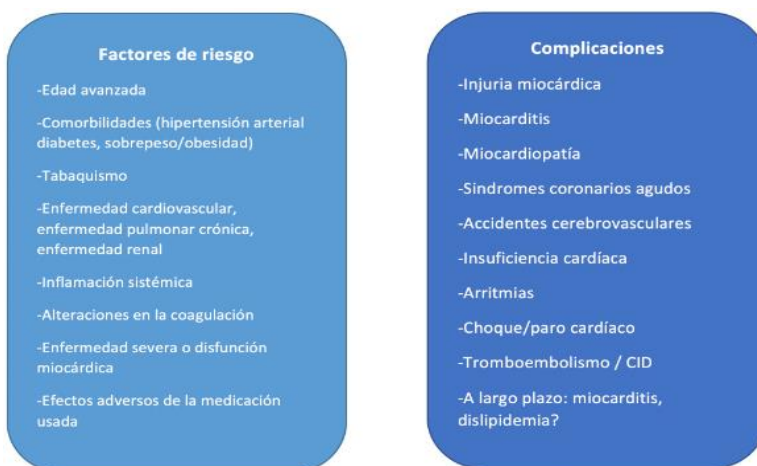 Factores de riesgo
-Edad avanzada
-Comorbilidades (hipertensión arterial
diabetes, sobrepeso/obesidad)
-Tabaquismo
-Enfermedad cardiovascular,
enfermedad pulmonar crónica,
enfermedad renal
-Inflamación sistémica
-Alteraciones en la coagulación
-Enfermedad severa o disfunción
miocárdica
-Efectos adversos de la medicación
usada
Complicaciones
-Injuria miocárdica
-Miocarditis
-Miocardiopatía
-Sindromes coronarios agudos
-Accidentes cerebrovasculares
-Insuficiencia cardíaca
-Arritmias
-Choque/paro cardíaco
-Tromboembolismo / CID
-A largo plazo: miocarditis,
dislipidemia?